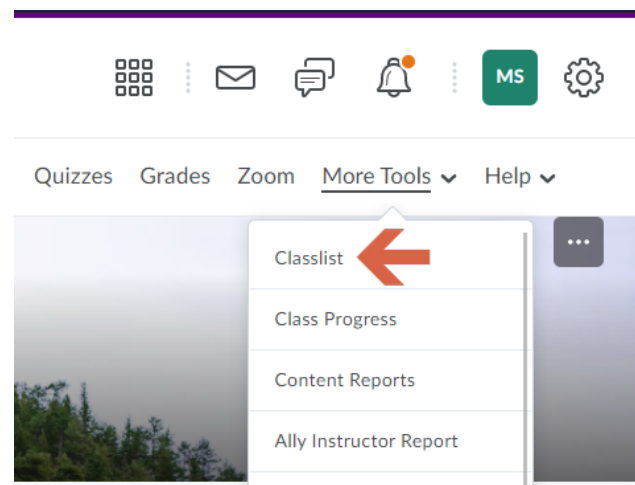 MS
Quizzes Grades Zoom More Tools Help
Classlist
Class Progress
Content Reports
Ally Instructor Report